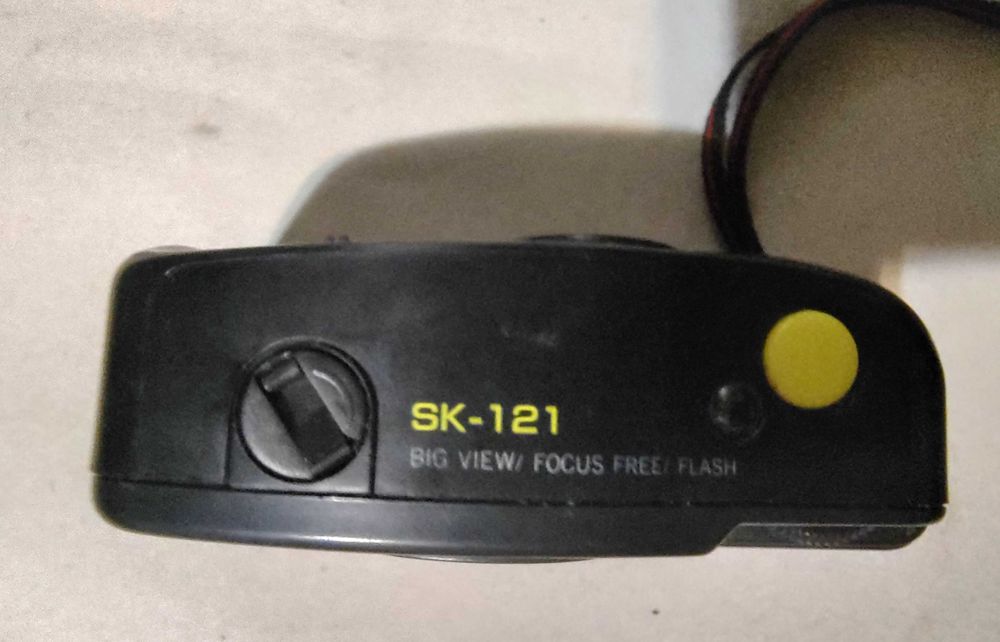 SK-121
BIG VIEW/ FOCUS FREE/ FLASH